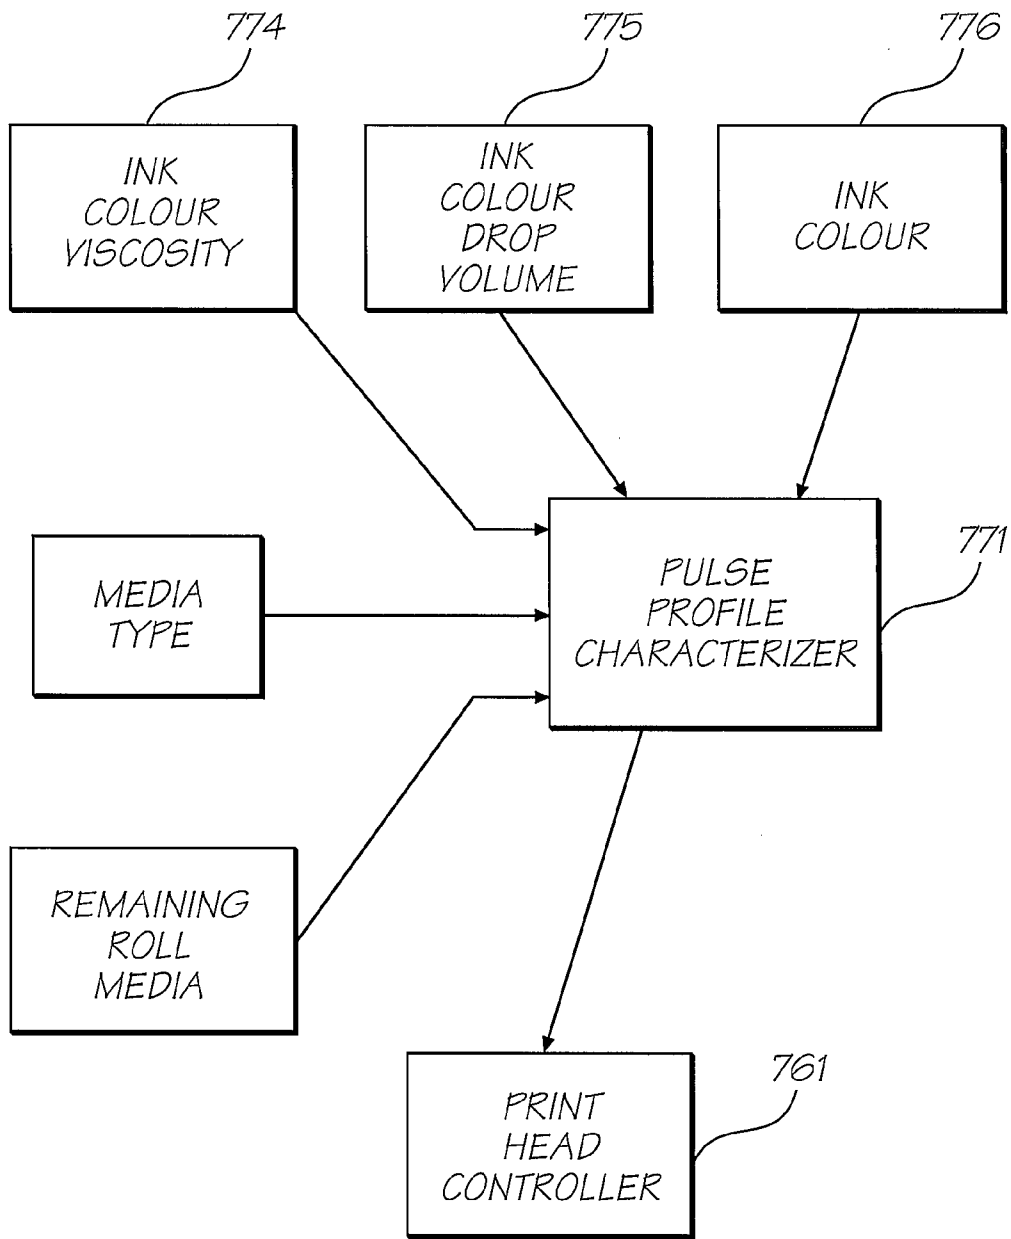 774
775
776
INK
COLOUR
VISCOSITY
INK
COLOUR
DROP
VOLUME
INK
COLOUR
771
PULSE
PROFILE
CHARACTERIZER
MEDIA
TYPE
REMAINING
ROLL
MEDIA
761
PRINT
HEAD
CONTROLLER